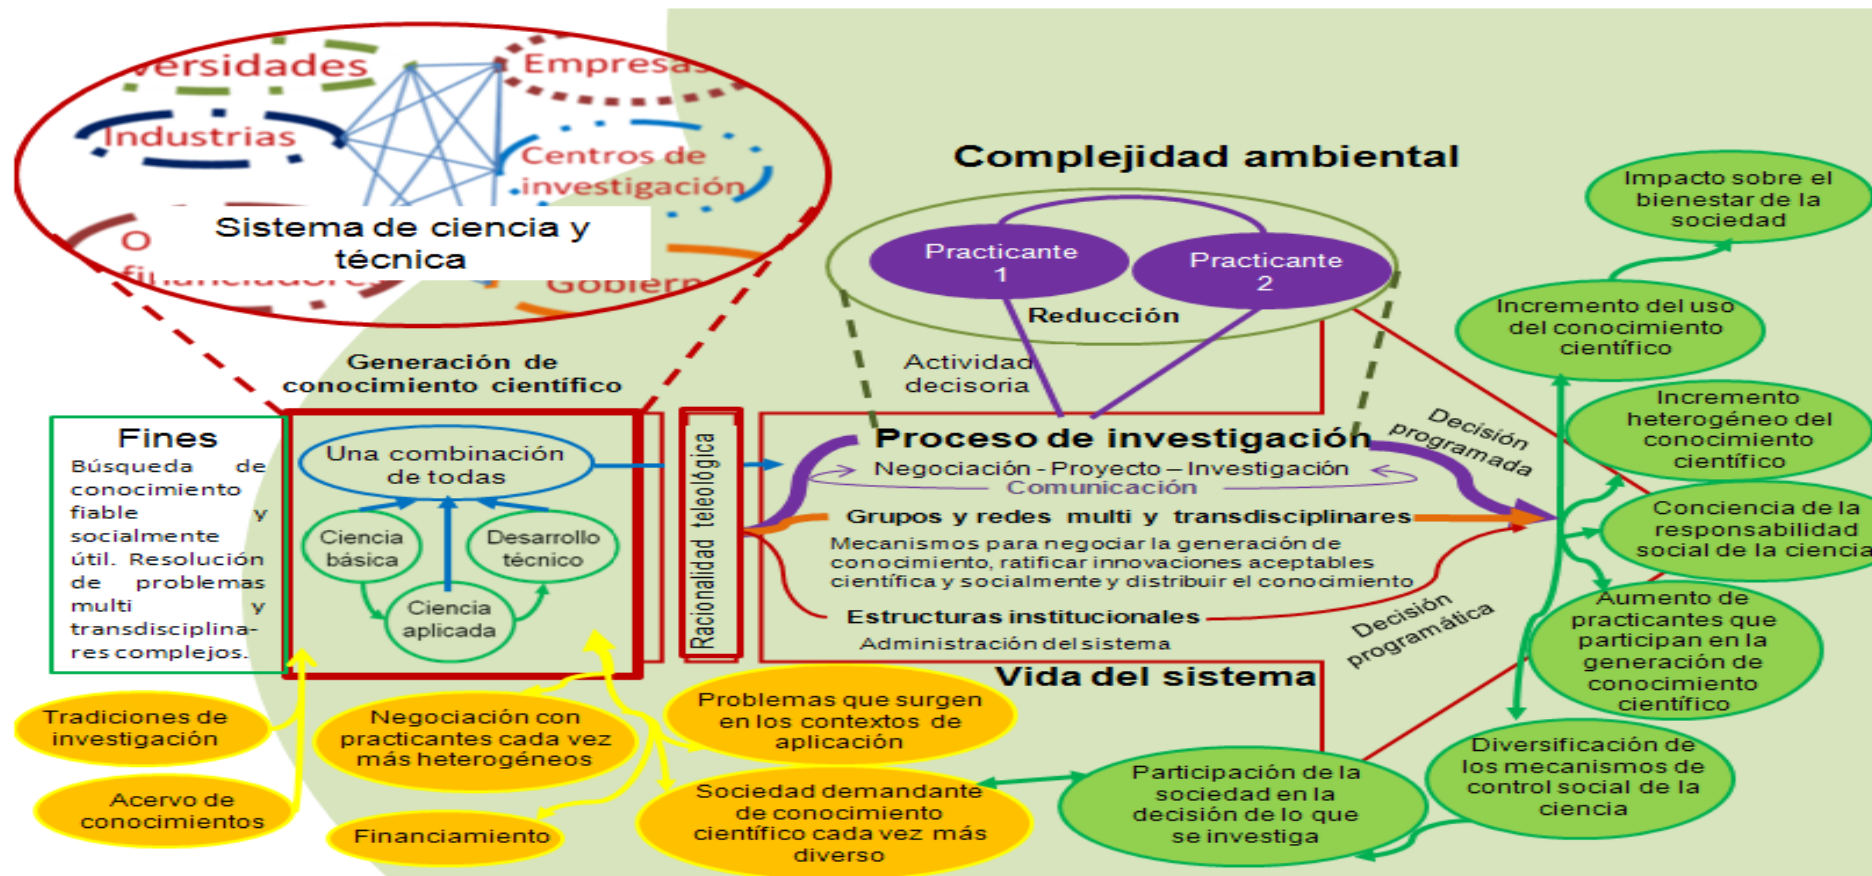 versidades
Empresas
Industrias
Centros de
investigación
Sistema de ciencia y
técnica
O
financiadores
Gobiern
Complejidad ambiental
Practicante
1
Practicante
2
Reducción
Actividad
decisoria
Generación de
conocimiento científico
Fines
Búsqueda de
conocimiento
fiable y
socialmente
útil. Resolución
de problemas
multi y
transdisciplina-
res complejos.
Una combinación
de todas
Ciencia
básica
Desarrollo
técnico
Ciencia
aplicada
Racionalidad teleológica
Proceso de investigación
Negociación - Proyecto – Investigación
Comunicación
Grupos y redes multi y transdisciplinares
Mecanismos para negociar la generación de
conocimiento, ratificar innovaciones aceptables
científica y socialmente y distribuir el conocimiento
Estructuras institucionales
Administración del sistema
Decisión
programada
Decisión
programática
Vida del sistema
Impacto sobre el
bienestar de la
sociedad
Incremento del uso
del conocimiento
científico
Incremento
heterogéneo del
conocimiento
científico
Conciencia de la
responsabilidad
social de la ciencia
Aumento de
practicantes que
participan en la
generación de
conocimiento
científico
Diversificación de
los mecanismos de
control social de la
ciencia
Participación de la
sociedad en la
decisión de lo que
se investiga
Tradiciones de
investigación
Acervo de
conocimientos
Negociación con
practicantes cada vez
más heterogéneos
Financiamiento
Problemas que surgen
en los contextos de
aplicación
Sociedad demandante
de conocimiento
científico cada vez más
diverso